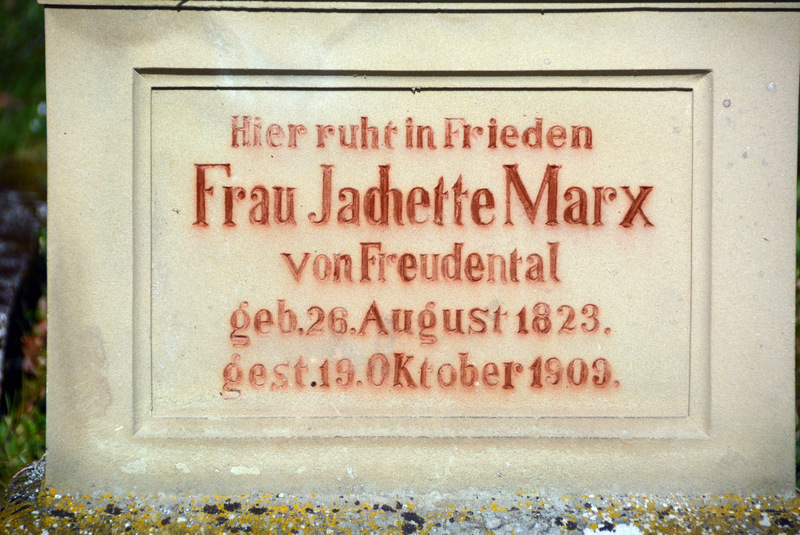 Hier ruht in Frieden
Frau Jachette Marx
von Freudental
geb. 26. August 1823.
gest. 19. Oktober 1909.